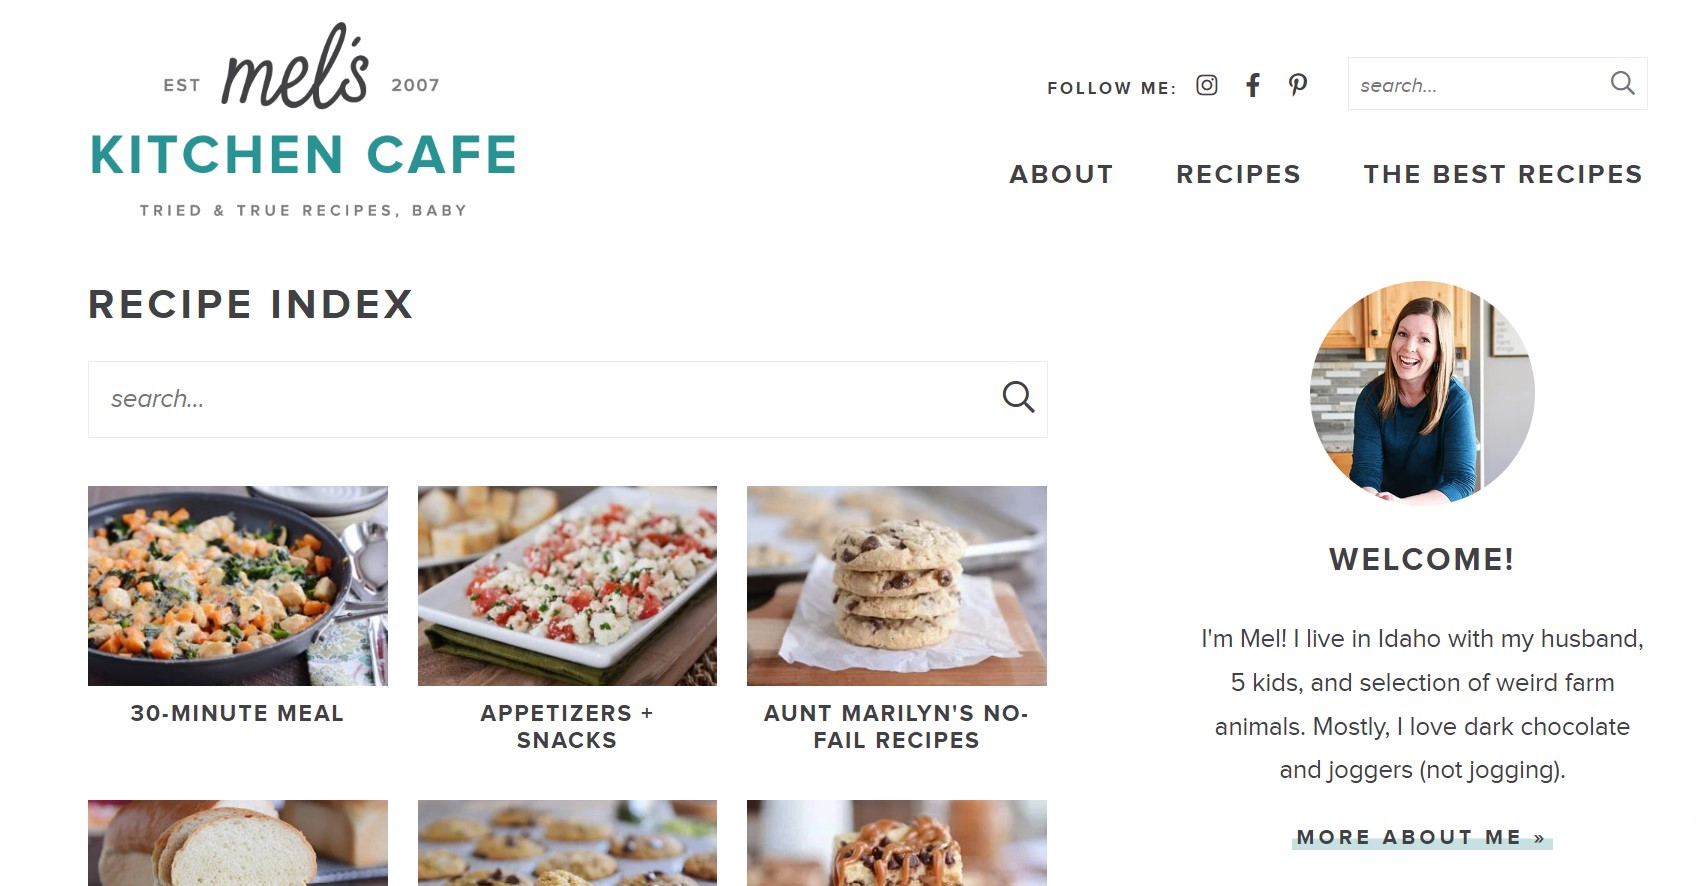 EST mel's 2007
KITCHEN CAFE
TRIED & TRUE RECIPES, BABY
FOLLOW ME:
search...
ABOUT RECIPES THE BEST RECIPES
RECIPE INDEX
search...
30-MINUTE MEAL
APPETIZERS +
SNACKS
AUNT MARILYN'S NO-
FAIL RECIPES
WELCOME!
I'm Mel! I live in Idaho with my husband,
5 kids, and selection of weird farm
animals. Mostly, I love dark chocolate
and joggers (not jogging).
MORE ABOUT ME »